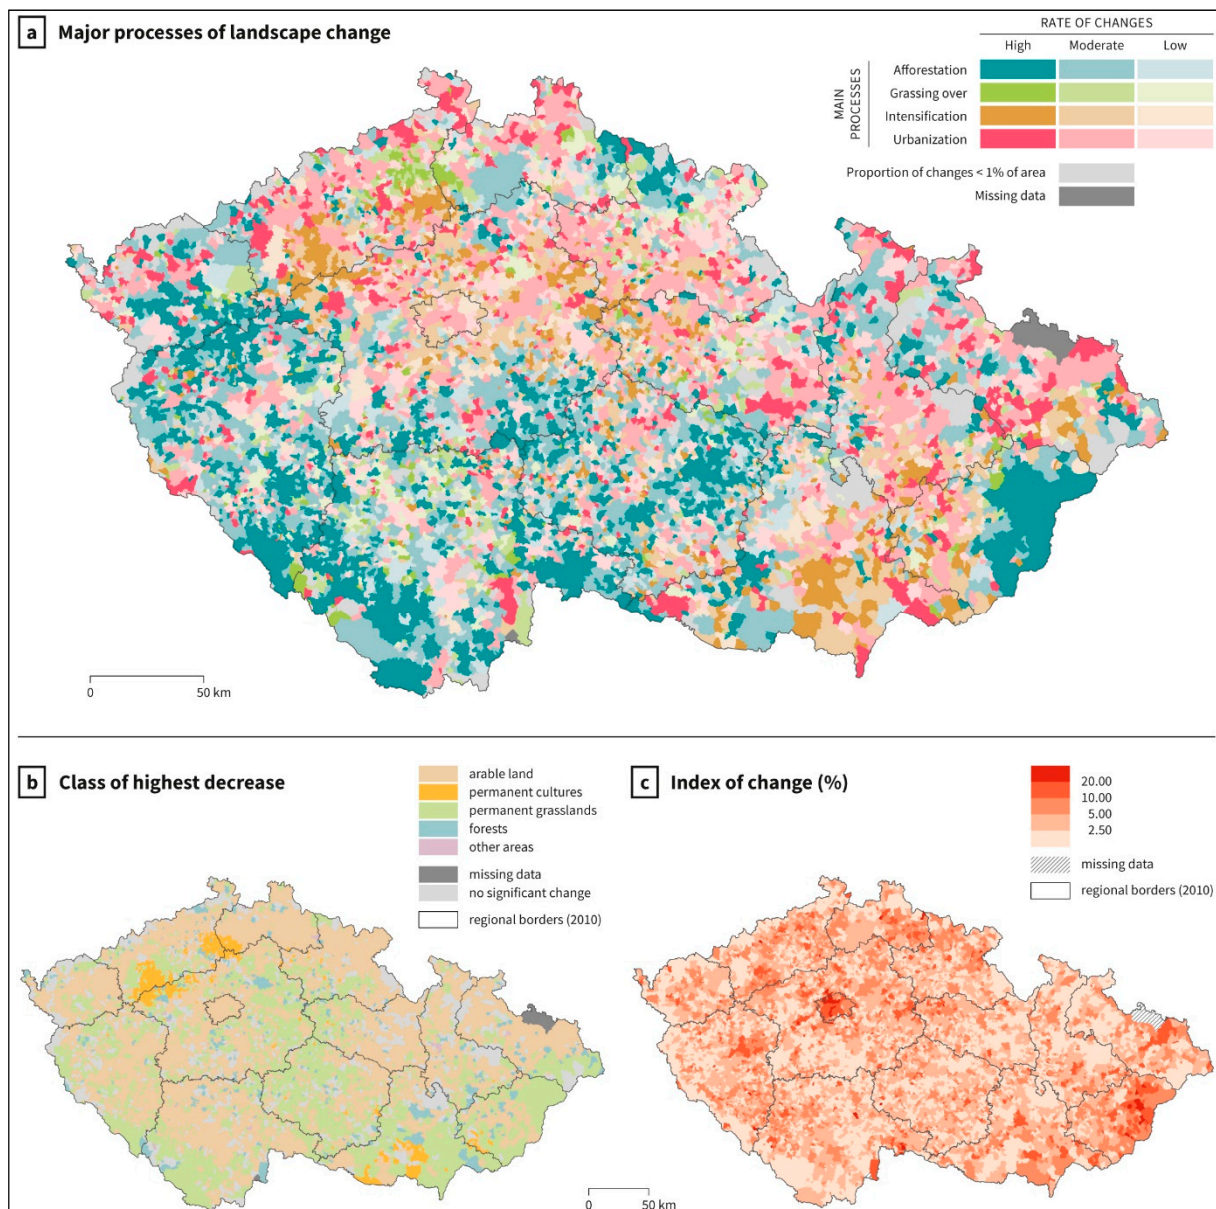 a Major processes of landscape change
RATE OF CHANGES
High Moderate Low
MAIN PROCESSES
Afforestation
Grassing over
Intensification
Urbanization
Proportion of changes < 1% of area
Missing data
0 50 km
b Class of highest decrease
arable land
permanent cultures
permanent grasslands
forests
other areas
missing data
no significant change
regional borders (2010)
c Index of change (%)
20.00
10.00
5.00
2.50
missing data
regional borders (2010)
0 50 km